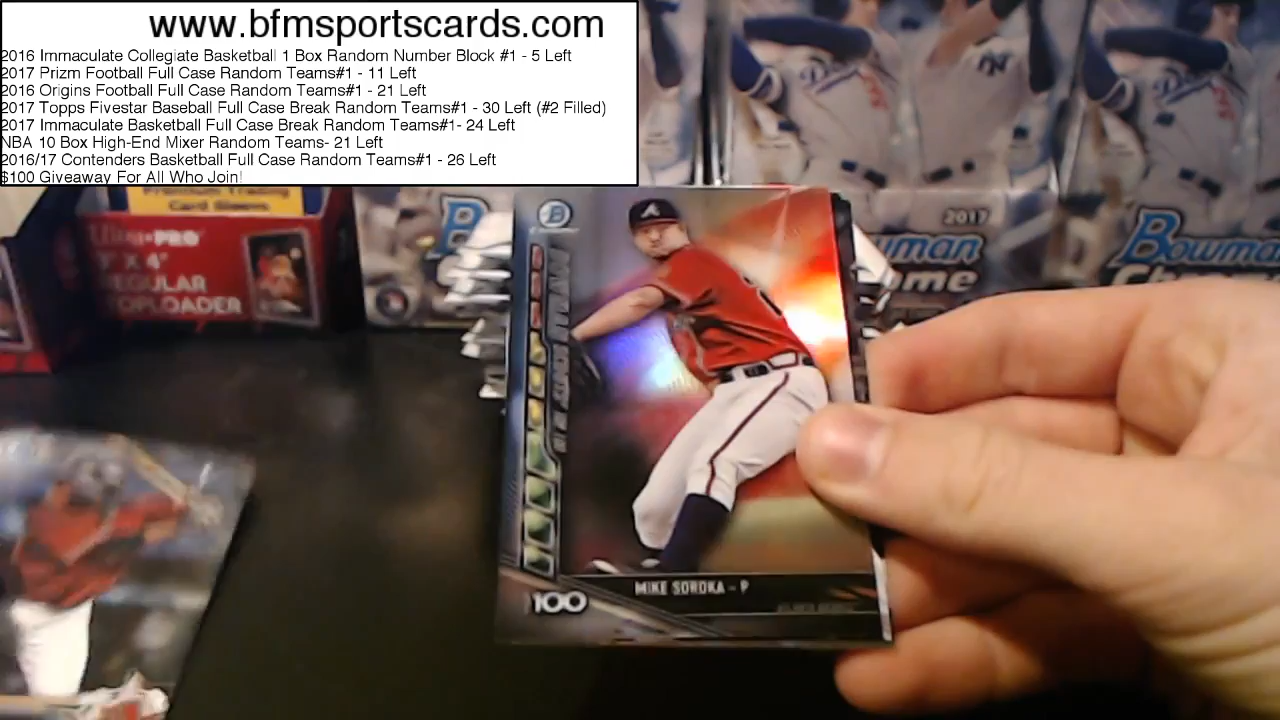 www.bfmsportscards.com
2016 Immaculate Collegiate Basketball 1 Box Random Number Block #1 - 5 Left
2017 Prizm Football Full Case Random Teams#1 - 11 Left
2016 Origins Football Full Case Random Teams#1 - 21 Left
2017 Topps Fivestar Baseball Full Case Break Random Teams#1 - 30 Left (#2 Filled)
2017 Immaculate Basketball Full Case Break Random Teams#1- 24 Left
NBA 10 Box High-End Mixer Random Teams- 21 Left
2016/17 Contenders Basketball Full Case Random Teams#1 - 26 Left
$100 Giveaway For All Who Join!
Premium Trading
Card Sleeves
Ultra-PRO
3" X 4"
REGULAR
TOPLOADER
B
2017
Bowman
Chrome
MIKE SOROKA - P
100